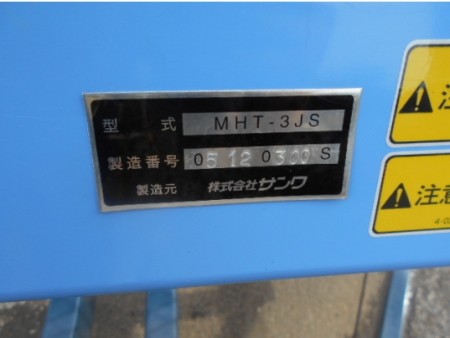 型 式 MHT-3JS
製造番号 05 12 0300 S
製造元 株式会社サンワ
注
注意